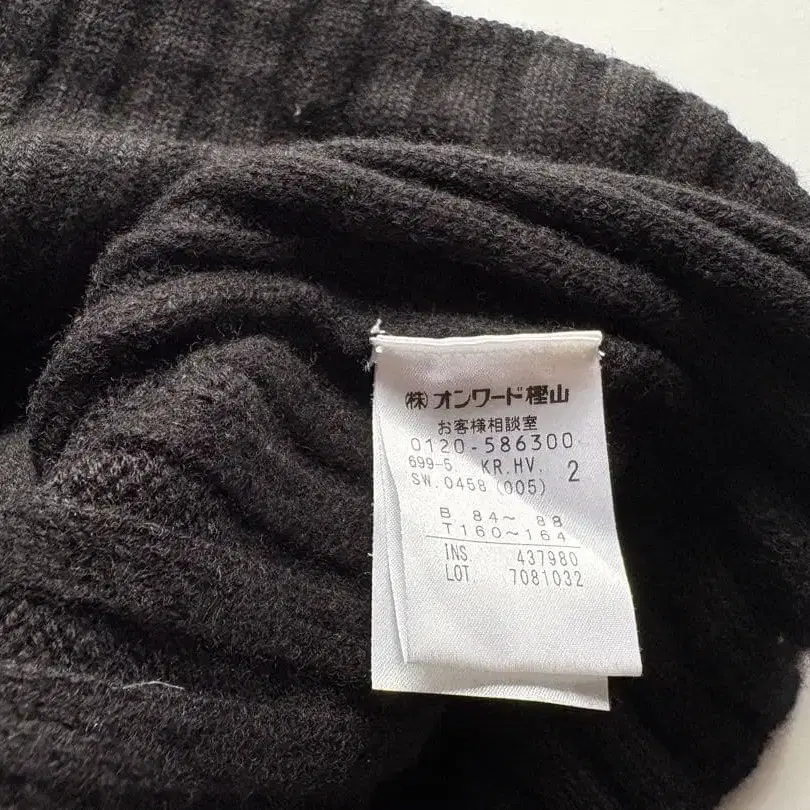 ㈱オンワード樫山
お客様相談室
0120-586300
699-5 KR.HV. 2
SW.0458 (005)
B 84～ 88
T160～164
INS 437980
LOT 7081032